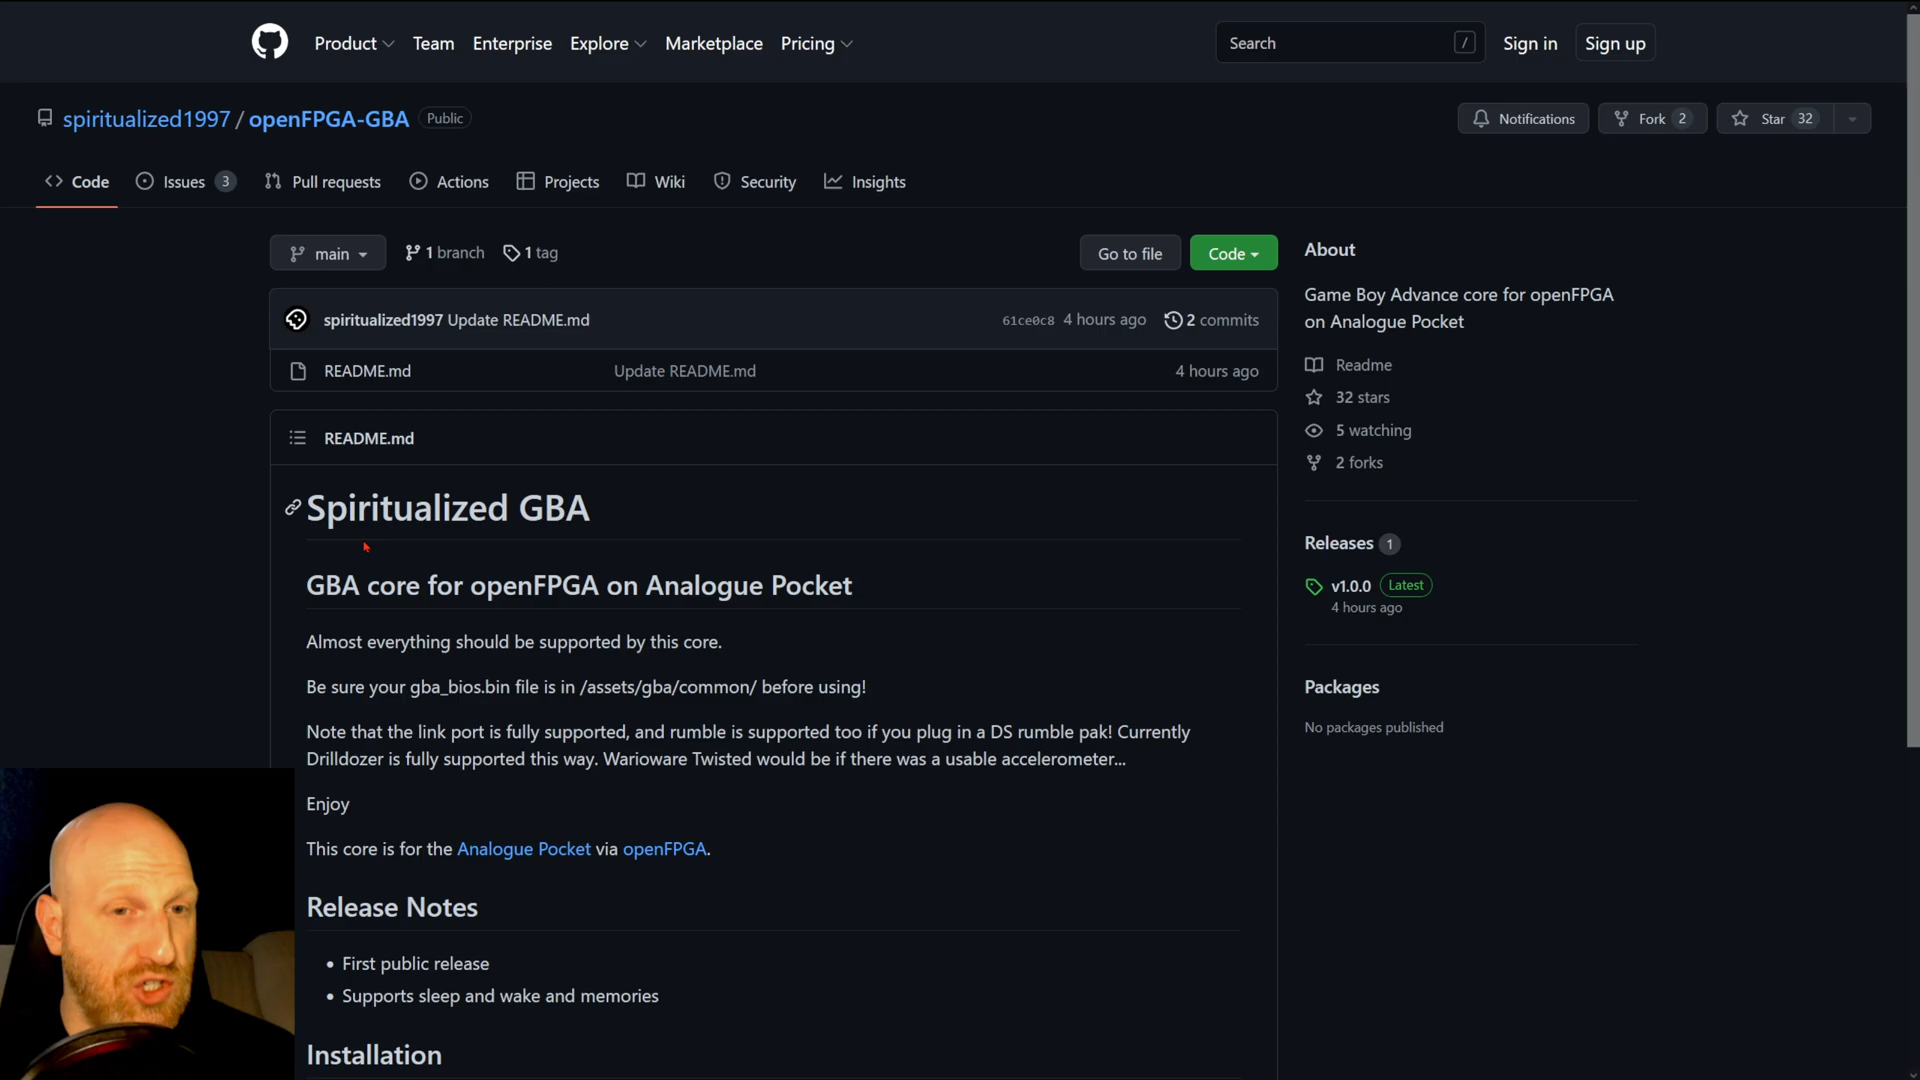 Product Team Enterprise Explore Marketplace Pricing Search / Sign in Sign up
spiritualized1997 / openFPGA-GBA Public Notifications Fork 2 Star 32
Code Issues 3 Pull requests Actions Projects Wiki Security Insights
main 1 branch 1 tag Go to file Code
spiritualized1997 Update README.md 61ce0c8 4 hours ago 2 commits
README.md Update README.md 4 hours ago
README.md
Spiritualized GBA
GBA core for openFPGA on Analogue Pocket
Almost everything should be supported by this core.
Be sure your gba_bios.bin file is in /assets/gba/common/ before using!
Note that the link port is fully supported, and rumble is supported too if you plug in a DS rumble pak! Currently
Drilldozer is fully supported this way. Warioware Twisted would be if there was a usable accelerometer...
Enjoy
This core is for the Analogue Pocket via openFPGA.
Release Notes
• First public release
• Supports sleep and wake and memories
Installation
About
Game Boy Advance core for openFPGA
on Analogue Pocket
Readme
32 stars
5 watching
2 forks
Releases 1
v1.0.0 Latest
4 hours ago
Packages
No packages published